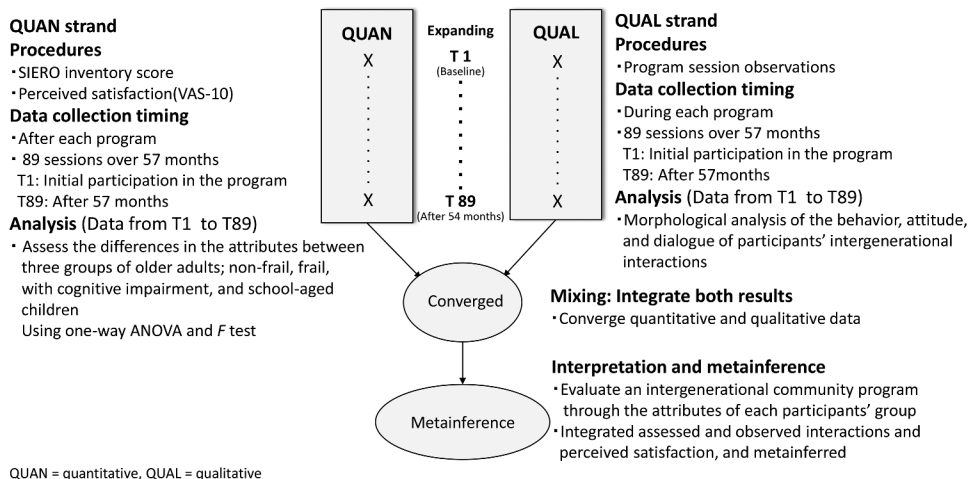 QUAN strand
Procedures
・SIERO inventory score
・Perceived satisfaction(VAS-10)
Data collection timing
・After each program
・ 89 sessions over 57 months
T1: Initial participation in the program
T89: After 57 months
Analysis (Data from T1 to T89)
・ Assess the differences in the attributes between
three groups of older adults; non-frail, frail,
with cognitive impairment, and school-aged
children
Using one-way ANOVA and F test
QUAN
X
X
Expanding
T 1
(Baseline)
T 89
(After 54 months)
QUAL
X
X
QUAL strand
Procedures
・Program session observations
Data collection timing
・During each program
・89 sessions over 57 months
T1: Initial participation in the program
T89: After 57months
Analysis (Data from T1 to T89)
・Morphological analysis of the behavior, attitude,
and dialogue of participants’ intergenerational
interactions
Converged
Mixing: Integrate both results
・Converge quantitative and qualitative data
Metainference
Interpretation and metainference
・Evaluate an intergenerational community program
through the attributes of each participants’ group
・Integrated assessed and observed interactions and
perceived satisfaction, and metainferred
QUAN = quantitative, QUAL = qualitative